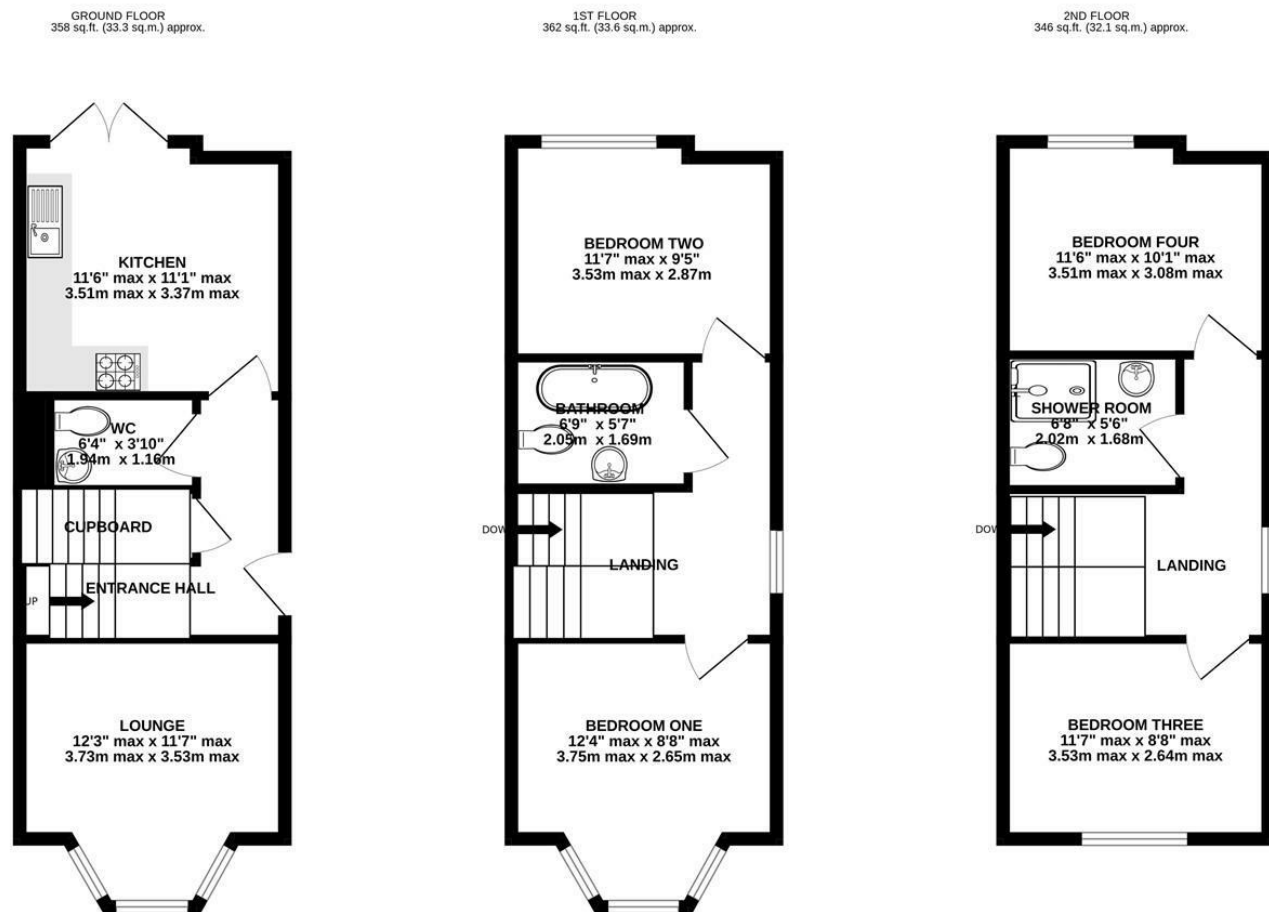 GROUND FLOOR
358 sq.ft. (33.3 sq.m.) approx.
1ST FLOOR
362 sq.ft. (33.6 sq.m.) approx.
2ND FLOOR
346 sq.ft. (32.1 sq.m.) approx.
KITCHEN
11'6" max x 11'1" max
3.51m max x 3.37m max
WC
6'4" x 3'10"
1.94m x 1.16m
CUPBOARD
ENTRANCE HALL
UP
LOUNGE
12'3" max x 11'7" max
3.73m max x 3.53m max
BEDROOM TWO
11'7" max x 9'5"
3.53m max x 2.87m
BATHROOM
6'9" x 5'7"
2.05m x 1.69m
DOW
LANDING
BEDROOM ONE
12'4" max x 8'8" max
3.75m max x 2.65m max
BEDROOM FOUR
11'6" max x 10'1" max
3.51m max x 3.08m max
SHOWER ROOM
6'8" x 5'6"
2.02m x 1.68m
DOW
LANDING
BEDROOM THREE
11'7" max x 8'8" max
3.53m max x 2.64m max